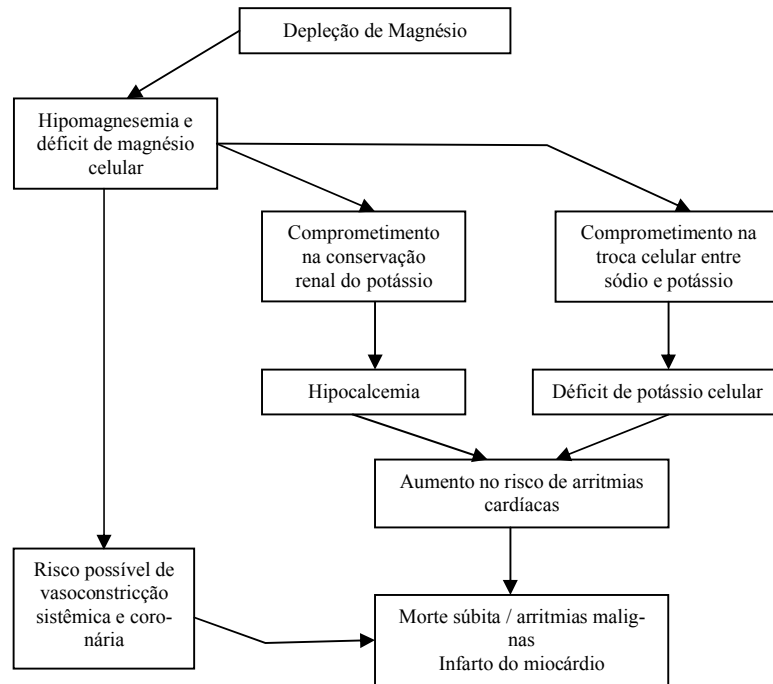 Depleção de Magnésio
Hipomagnesemia e
déficit de magnésio
celular
Comprometimento
na conservação
renal do potássio
Comprometimento na
troca celular entre
sódio e potássio
Hipocalcemia
Déficit de potássio celular
Aumento no risco de arritmias
cardíacas
Risco possível de
vasoconstricção
sistêmica e coro-
nária
Morte súbita / arritmias malig-
nas
Infarto do miocárdio